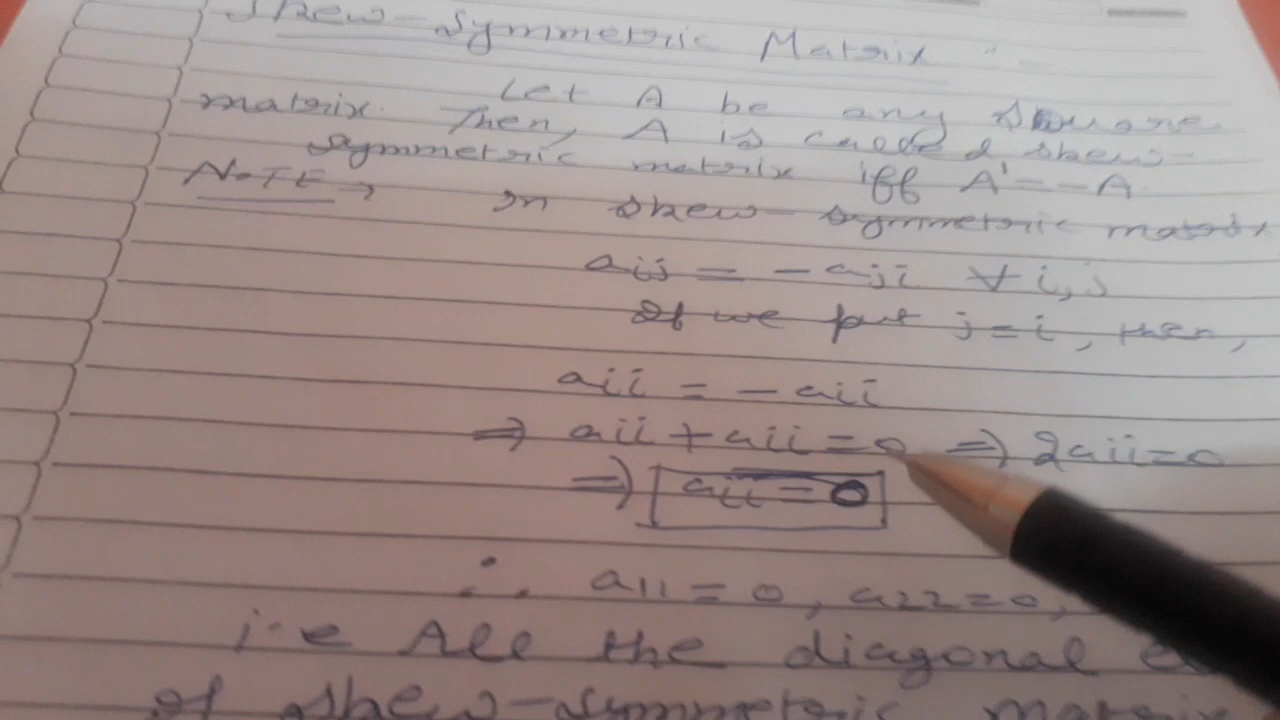 Skew-Symmetric Matrix
Let A be any square
matrix. Then, A is called skew-
symmetric matrix iff A' = -A.
NOTE → In skew-symmetric matrix
aij = -aji ∀ i,j
If we put j=i, then,
aii = -aii
⇒ aii + aii = 0 ⇒ 2aii=0
⇒ aii = 0
∴ a11 = 0, a22=0,
i.e All the diagonal
of skew-symmetric matrix